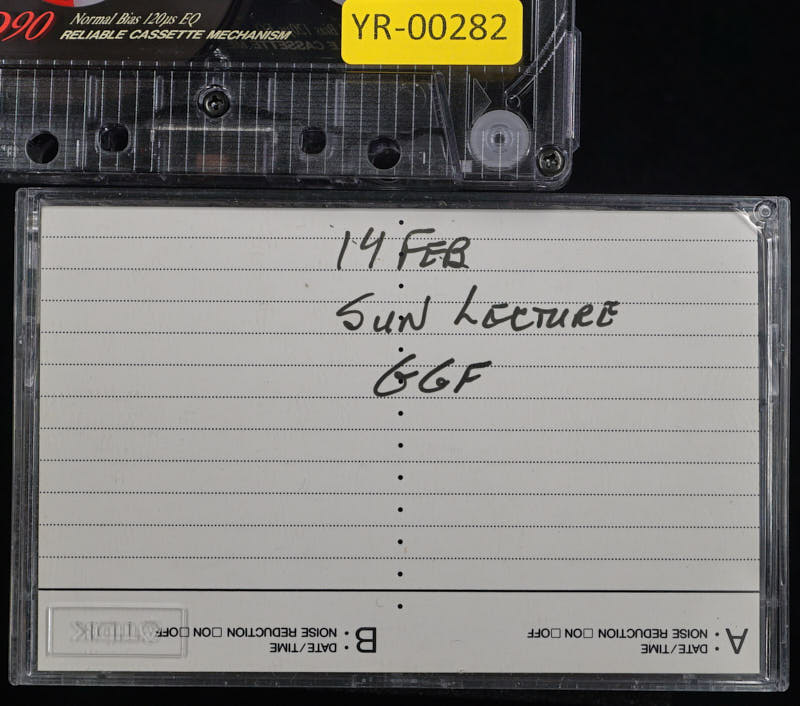 D90
Normal Bias 120µs EQ
RELIABLE CASSETTE MECHANISM
YR-00282
14 FEB
SUN LECTURE
GGF
A
• DATE/TIME
• NOISE REDUCTION □ON □OFF
B
• DATE/TIME
• NOISE REDUCTION □ON □OFF
TDK